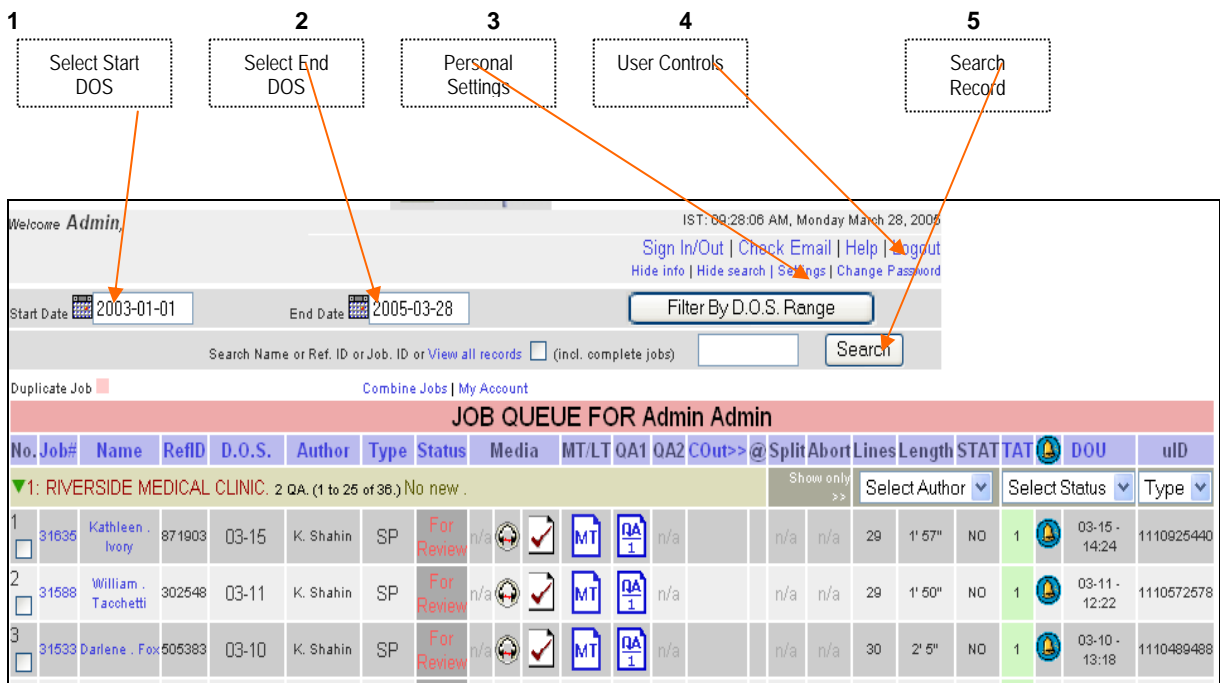 1 2 3 4 5
Select Start DOS
Select End DOS
Personal Settings
User Controls
Search Record
Welcome Admin,
IST: 09:28:06 AM, Monday March 28, 2005
Sign In/Out | Check Email | Help | Logout
Hide info | Hide search | Settings | Change Password
Start Date 2003-01-01 End Date 2005-03-28 Filter By D.O.S. Range
Search Name or Ref. ID or Job. ID or View all records (incl. complete jobs) Search
Duplicate Job Combine Jobs | My Account
JOB QUEUE FOR Admin Admin
No. Job# Name RefID D.O.S. Author Type Status Media MT/LT QA1 QA2 COut>> @ Split Abort Lines Length STAT TAT DOU uID
▼1: RIVERSIDE MEDICAL CLINIC. 2 QA. (1 to 25 of 36.) No new . Show only >> Select Author Select Status Type
1 31635 Kathleen . Ivory 871903 03-15 K. Shahin SP For Review n/a MT QA 1 n/a n/a n/a 29 1' 57" NO 1 03-15 - 14:24 1110925440
2 31588 William . Tacchetti 302548 03-11 K. Shahin SP For Review n/a MT QA 1 n/a n/a n/a 29 1' 50" NO 1 03-11 - 12:22 1110572578
3 31533 Darlene . Fox 505383 03-10 K. Shahin SP For Review n/a MT QA 1 n/a n/a n/a 30 2' 5" NO 1 03-10 - 13:18 1110489488